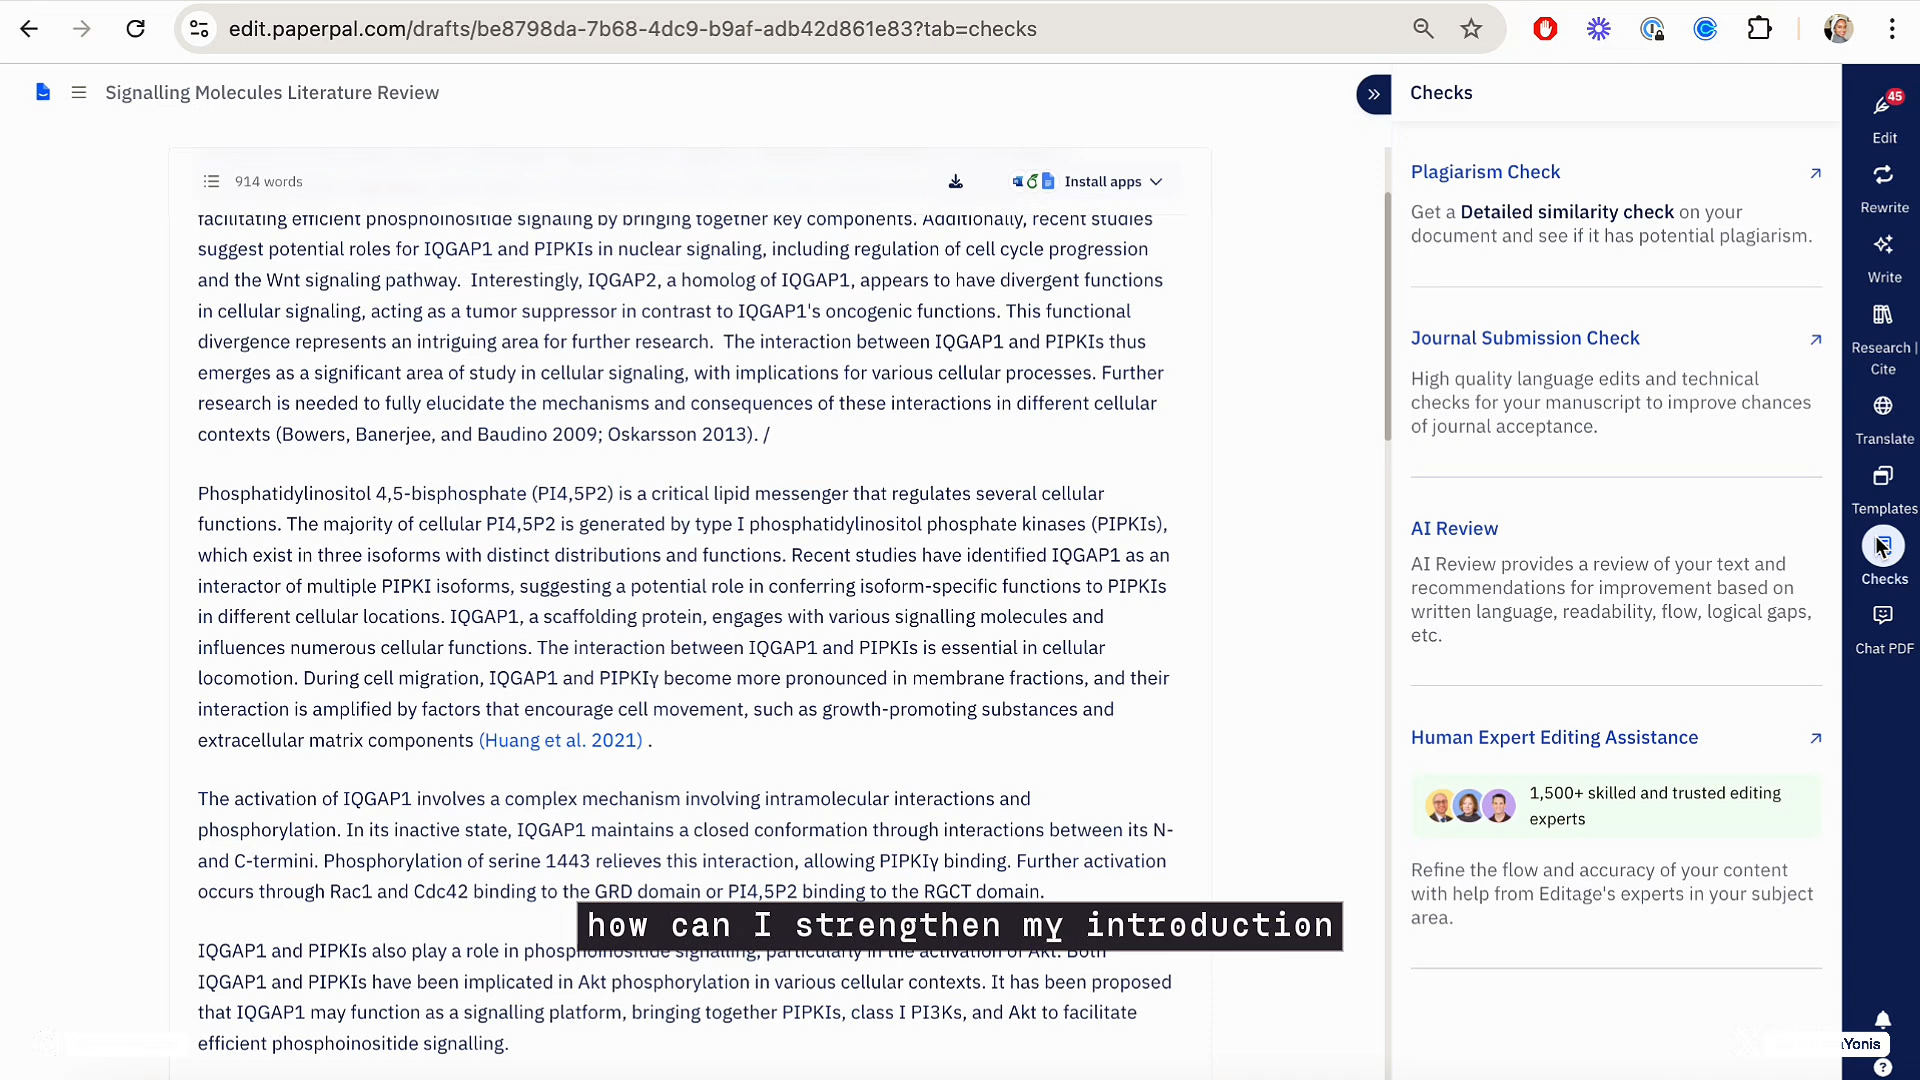 edit.paperpal.com/drafts/be8798da-7b68-4dc9-b9af-adb42d861e83?tab=checks
Signalling Molecules Literature Review
914 words
Install apps
facilitating efficient phosphoinositide signaling by bringing together key components. Additionally, recent studies
suggest potential roles for IQGAP1 and PIPKIs in nuclear signaling, including regulation of cell cycle progression
and the Wnt signaling pathway.  Interestingly, IQGAP2, a homolog of IQGAP1, appears to have divergent functions
in cellular signaling, acting as a tumor suppressor in contrast to IQGAP1's oncogenic functions. This functional
divergence represents an intriguing area for further research.  The interaction between IQGAP1 and PIPKIs thus
emerges as a significant area of study in cellular signaling, with implications for various cellular processes. Further
research is needed to fully elucidate the mechanisms and consequences of these interactions in different cellular
contexts (Bowers, Banerjee, and Baudino 2009; Oskarsson 2013). /
Phosphatidylinositol 4,5-bisphosphate (PI4,5P2) is a critical lipid messenger that regulates several cellular
functions. The majority of cellular PI4,5P2 is generated by type I phosphatidylinositol phosphate kinases (PIPKIs),
which exist in three isoforms with distinct distributions and functions. Recent studies have identified IQGAP1 as an
interactor of multiple PIPKI isoforms, suggesting a potential role in conferring isoform-specific functions to PIPKIs
in different cellular locations. IQGAP1, a scaffolding protein, engages with various signalling molecules and
influences numerous cellular functions. The interaction between IQGAP1 and PIPKIs is essential in cellular
locomotion. During cell migration, IQGAP1 and PIPKIγ become more pronounced in membrane fractions, and their
interaction is amplified by factors that encourage cell movement, such as growth-promoting substances and
extracellular matrix components (Huang et al. 2021) .
The activation of IQGAP1 involves a complex mechanism involving intramolecular interactions and
phosphorylation. In its inactive state, IQGAP1 maintains a closed conformation through interactions between its N-
and C-termini. Phosphorylation of serine 1443 relieves this interaction, allowing PIPKIγ binding. Further activation
occurs through Rac1 and Cdc42 binding to the GRD domain or PI4,5P2 binding to the RGCT domain.
how can I strengthen my introduction
IQGAP1 and PIPKIs also play a role in phosphoinositide signalling, particularly in the activation of Akt. Both
IQGAP1 and PIPKIs have been implicated in Akt phosphorylation in various cellular contexts. It has been proposed
that IQGAP1 may function as a signalling platform, bringing together PIPKIs, class I PI3Ks, and Akt to facilitate
efficient phosphoinositide signalling.
Checks
Plagiarism Check
Get a Detailed similarity check on your
document and see if it has potential plagiarism.
Journal Submission Check
High quality language edits and technical
checks for your manuscript to improve chances
of journal acceptance.
AI Review
AI Review provides a review of your text and
recommendations for improvement based on
written language, readability, flow, logical gaps,
etc.
Human Expert Editing Assistance
1,500+ skilled and trusted editing
experts
Refine the flow and accuracy of your content
with help from Editage's experts in your subject
area.
45
Edit
Rewrite
Write
Research |
Cite
Translate
Templates
Checks
Chat PDF